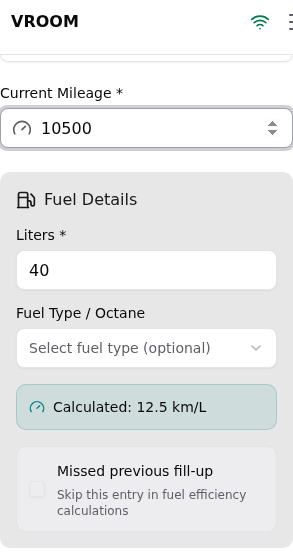 VROOM
Current Mileage *
10500
Fuel Details
Liters *
40
Fuel Type / Octane
Select fuel type (optional)
Calculated: 12.5 km/L
Missed previous fill-up
Skip this entry in fuel efficiency
calculations